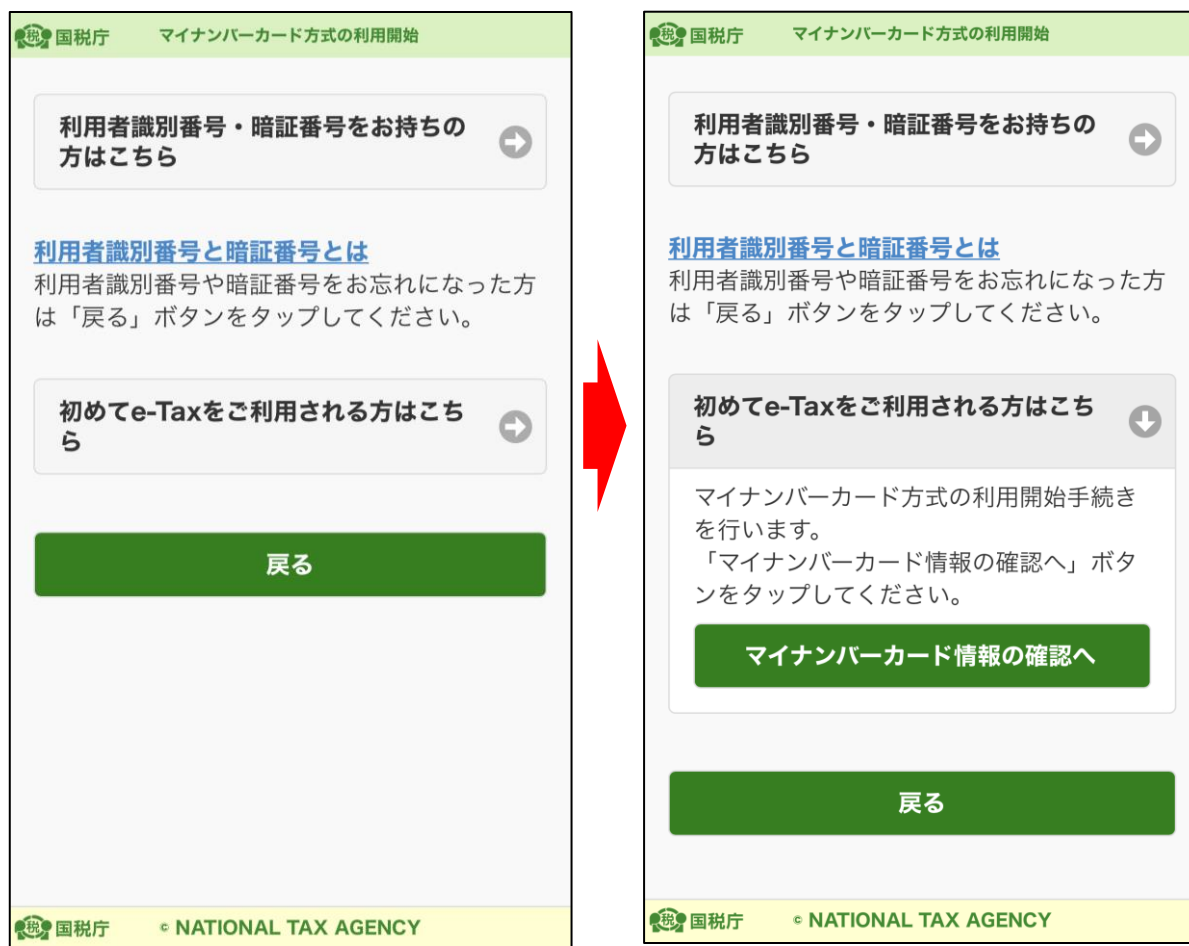 税 国税庁 マイナンバーカード方式の利用開始
利用者識別番号・暗証番号をお持ちの
方はこちら
利用者識別番号と暗証番号とは
利用者識別番号や暗証番号をお忘れになった方
は「戻る」ボタンをタップしてください。
初めてe-Taxをご利用される方はこち
ら
戻る
税 国税庁 © NATIONAL TAX AGENCY
税 国税庁 マイナンバーカード方式の利用開始
利用者識別番号・暗証番号をお持ちの
方はこちら
利用者識別番号と暗証番号とは
利用者識別番号や暗証番号をお忘れになった方
は「戻る」ボタンをタップしてください。
初めてe-Taxをご利用される方はこち
ら
マイナンバーカード方式の利用開始手続き
を行います。
「マイナンバーカード情報の確認へ」ボタ
ンをタップしてください。
マイナンバーカード情報の確認へ
戻る
税 国税庁 © NATIONAL TAX AGENCY